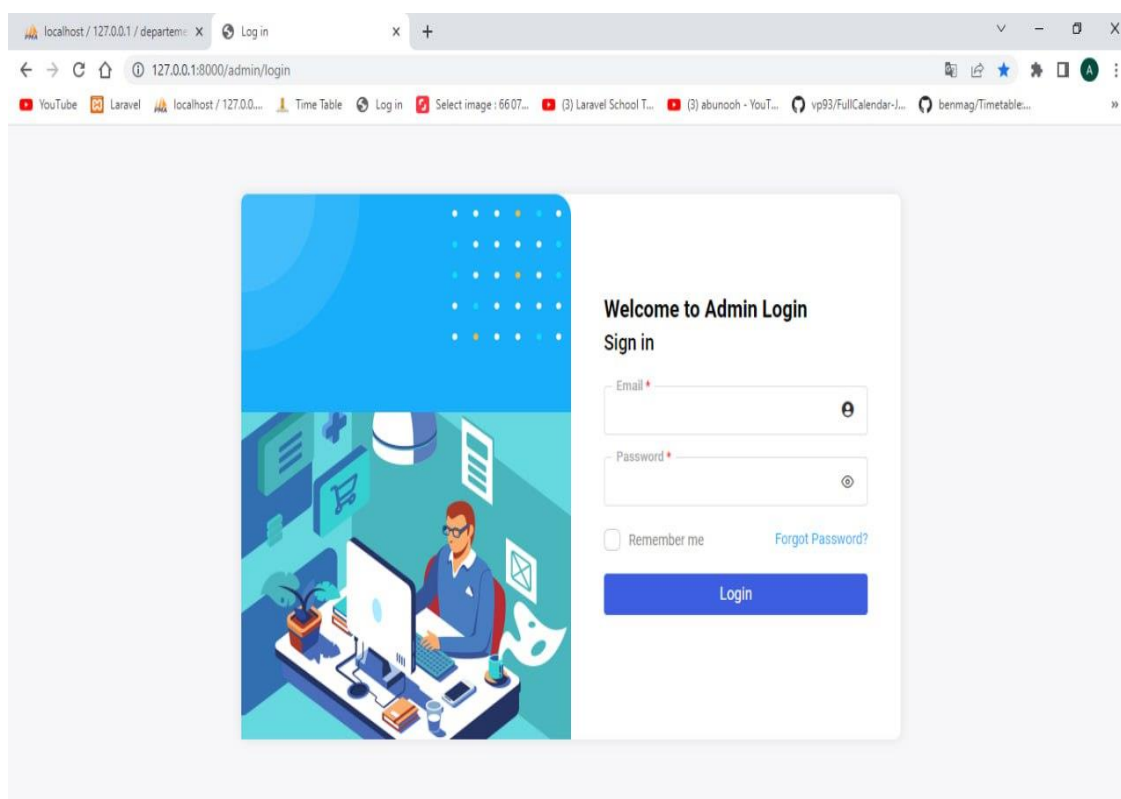 localhost / 127.0.0.1 / departeme
Log in
127.0.0.1:8000/admin/login
A
YouTube
Laravel
localhost / 127.0.0....
Time Table
Log in
Select image : 66 07...
(3) Laravel School T...
(3) abunooh - YouT...
vp93/FullCalendar-J...
benmag/Timetable:...
»
Welcome to Admin Login
Sign in
Email *
Password *
Remember me
Forgot Password?
Login